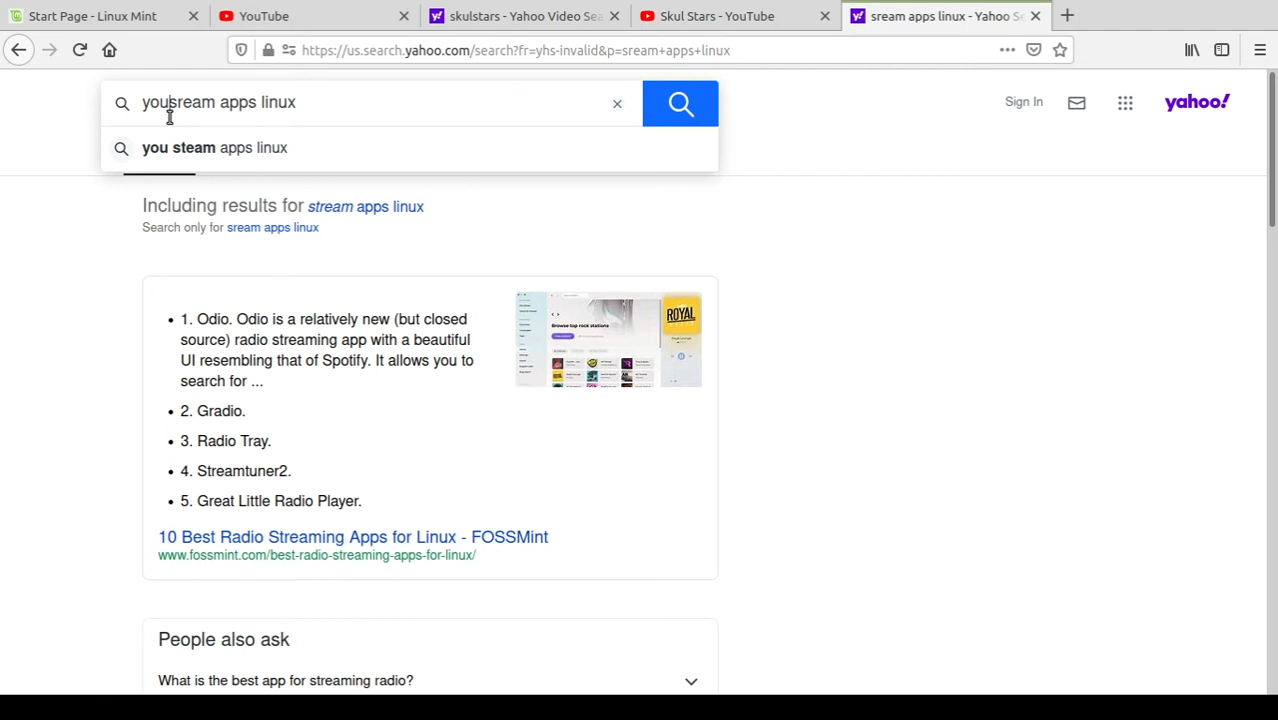 Start Page - Linux Mint
YouTube
skulstars - Yahoo Video Sea
Skul Stars - YouTube
sream apps linux - Yahoo Se
https://us.search.yahoo.com/search?fr=yhs-invalid&p=sream+apps+linux
yousream apps linux
Sign In
yahoo!
you steam apps linux
Including results for stream apps linux
Search only for sream apps linux
1. Odio. Odio is a relatively new (but closed
source) radio streaming app with a beautiful
UI resembling that of Spotify. It allows you to
search for ...
Browse top rock stations
ROYAL
2. Gradio.
3. Radio Tray.
4. Streamtuner2.
5. Great Little Radio Player.
10 Best Radio Streaming Apps for Linux - FOSSMint
www.fossmint.com/best-radio-streaming-apps-for-linux/
People also ask
What is the best app for streaming radio?